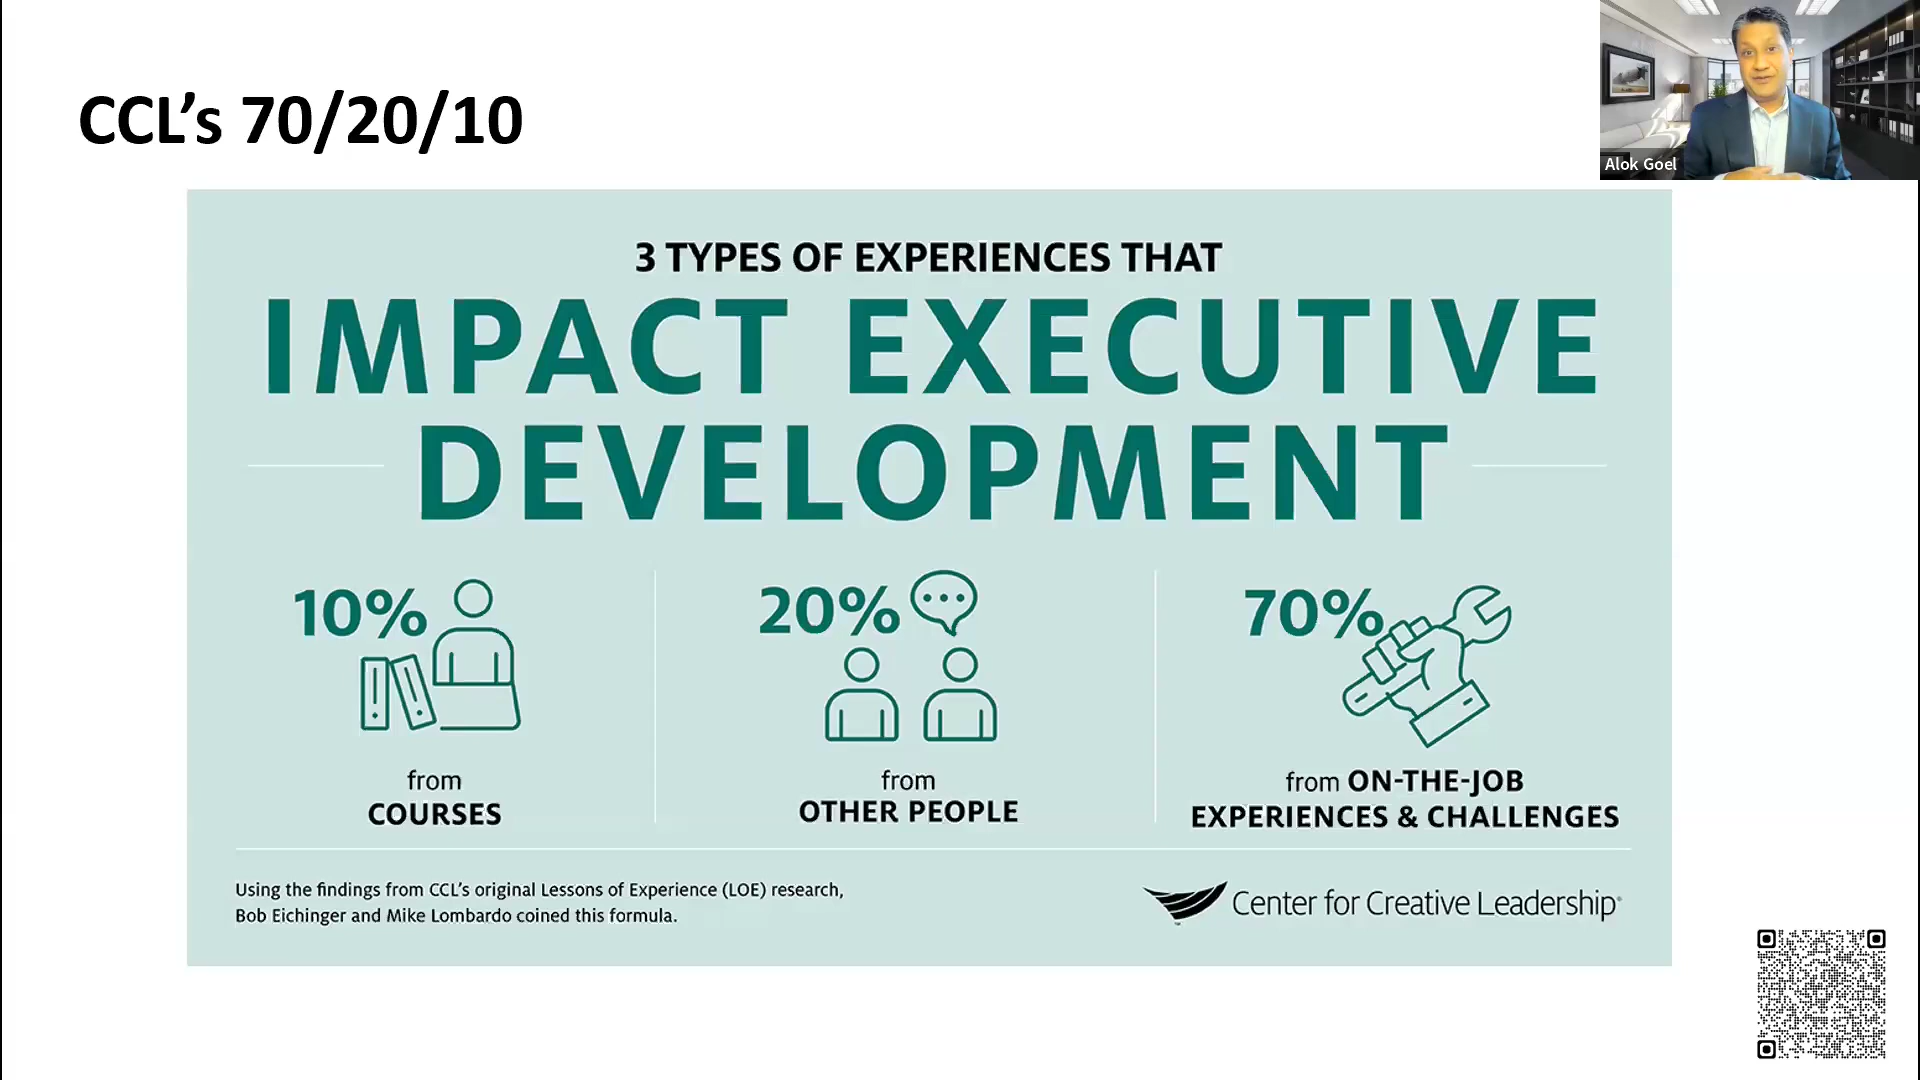 CCL’s 70/20/10
Alok Goel
3 TYPES OF EXPERIENCES THAT
IMPACT EXECUTIVE
DEVELOPMENT
10%
from
COURSES
20%
from
OTHER PEOPLE
70%
from ON-THE-JOB
EXPERIENCES & CHALLENGES
Using the findings from CCL’s original Lessons of Experience (LOE) research,
Bob Eichinger and Mike Lombardo coined this formula.
Center for Creative Leadership®